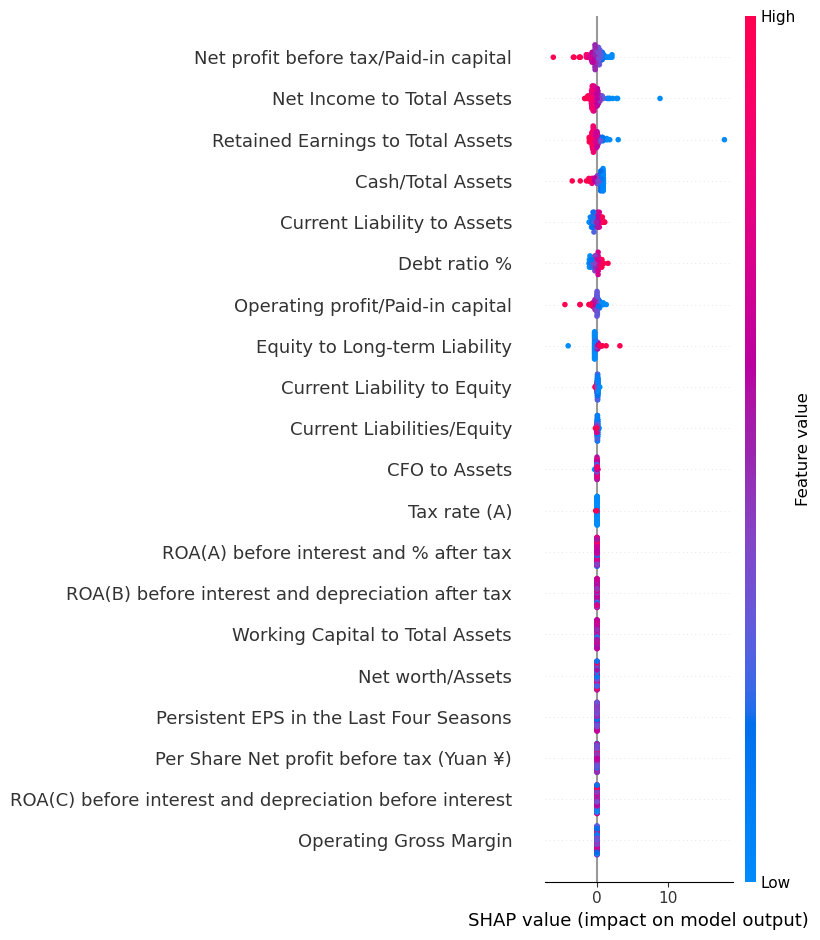 High
Net profit before tax/Paid-in capital
Net Income to Total Assets
Retained Earnings to Total Assets
Cash/Total Assets
Current Liability to Assets
Debt ratio %
Operating profit/Paid-in capital
Equity to Long-term Liability
Current Liability to Equity
Current Liabilities/Equity
CFO to Assets
Tax rate (A)
ROA(A) before interest and % after tax
ROA(B) before interest and depreciation after tax
Working Capital to Total Assets
Net worth/Assets
Persistent EPS in the Last Four Seasons
Per Share Net profit before tax (Yuan ¥)
ROA(C) before interest and depreciation before interest
Operating Gross Margin
Feature value
Low
0 10
SHAP value (impact on model output)